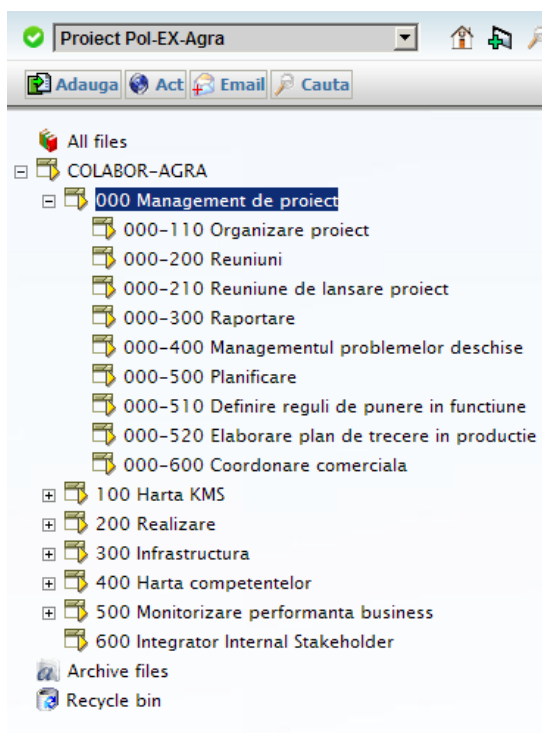 Proiect Pol-EX-Agra
Adauga Act Email Cauta
All files
COLABOR-AGRA
000 Management de proiect
000-110 Organizare proiect
000-200 Reuniuni
000-210 Reuniune de lansare proiect
000-300 Raportare
000-400 Managementul problemelor deschise
000-500 Planificare
000-510 Definire reguli de punere in functiune
000-520 Elaborare plan de trecere in productie
000-600 Coordonare comerciala
100 Harta KMS
200 Realizare
300 Infrastructura
400 Harta competentelor
500 Monitorizare performanta business
600 Integrator Internal Stakeholder
Archive files
Recycle bin